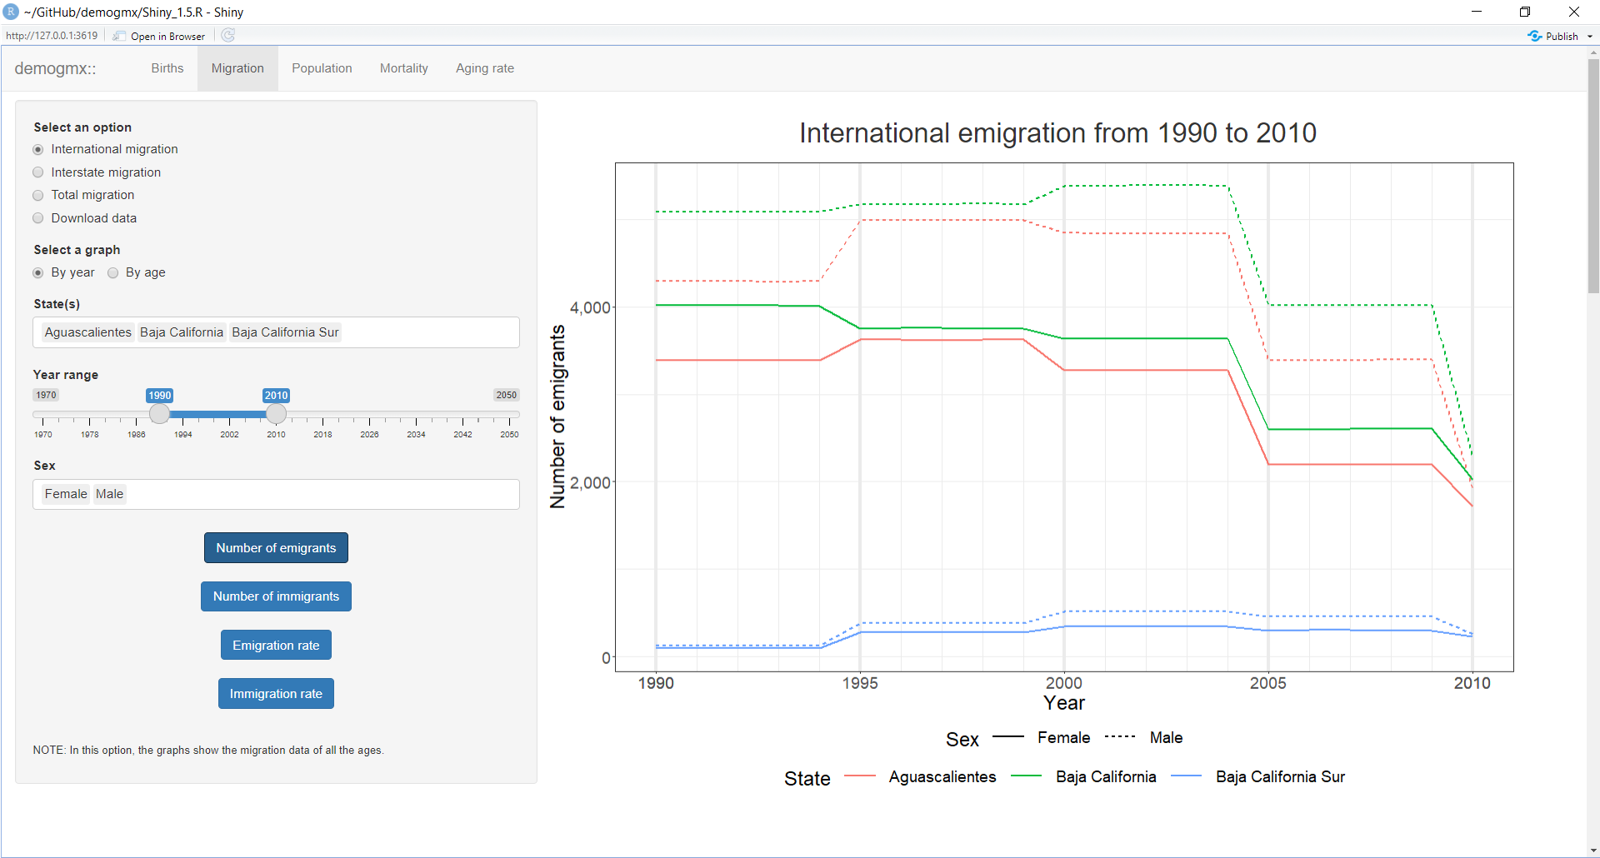 ~/GitHub/demogmx/Shiny_1.5.R - Shiny
http://127.0.0.1:3619 Open in Browser Publish
demogmx:: Births Migration Population Mortality Aging rate
Select an option
International migration
Interstate migration
Total migration
Download data
Select a graph
By year By age
State(s)
Aguascalientes Baja California Baja California Sur
Year range
1970 1990 2010 2050
1970 1978 1986 1994 2002 2010 2018 2026 2034 2042 2050
Sex
Female Male
Number of emigrants
Number of immigrants
Emigration rate
Immigration rate
NOTE: In this option, the graphs show the migration data of all the ages.
International emigration from 1990 to 2010
Number of emigrants
4,000
2,000
0
1990 1995 2000 2005 2010
Year
Sex Female Male
State Aguascalientes Baja California Baja California Sur